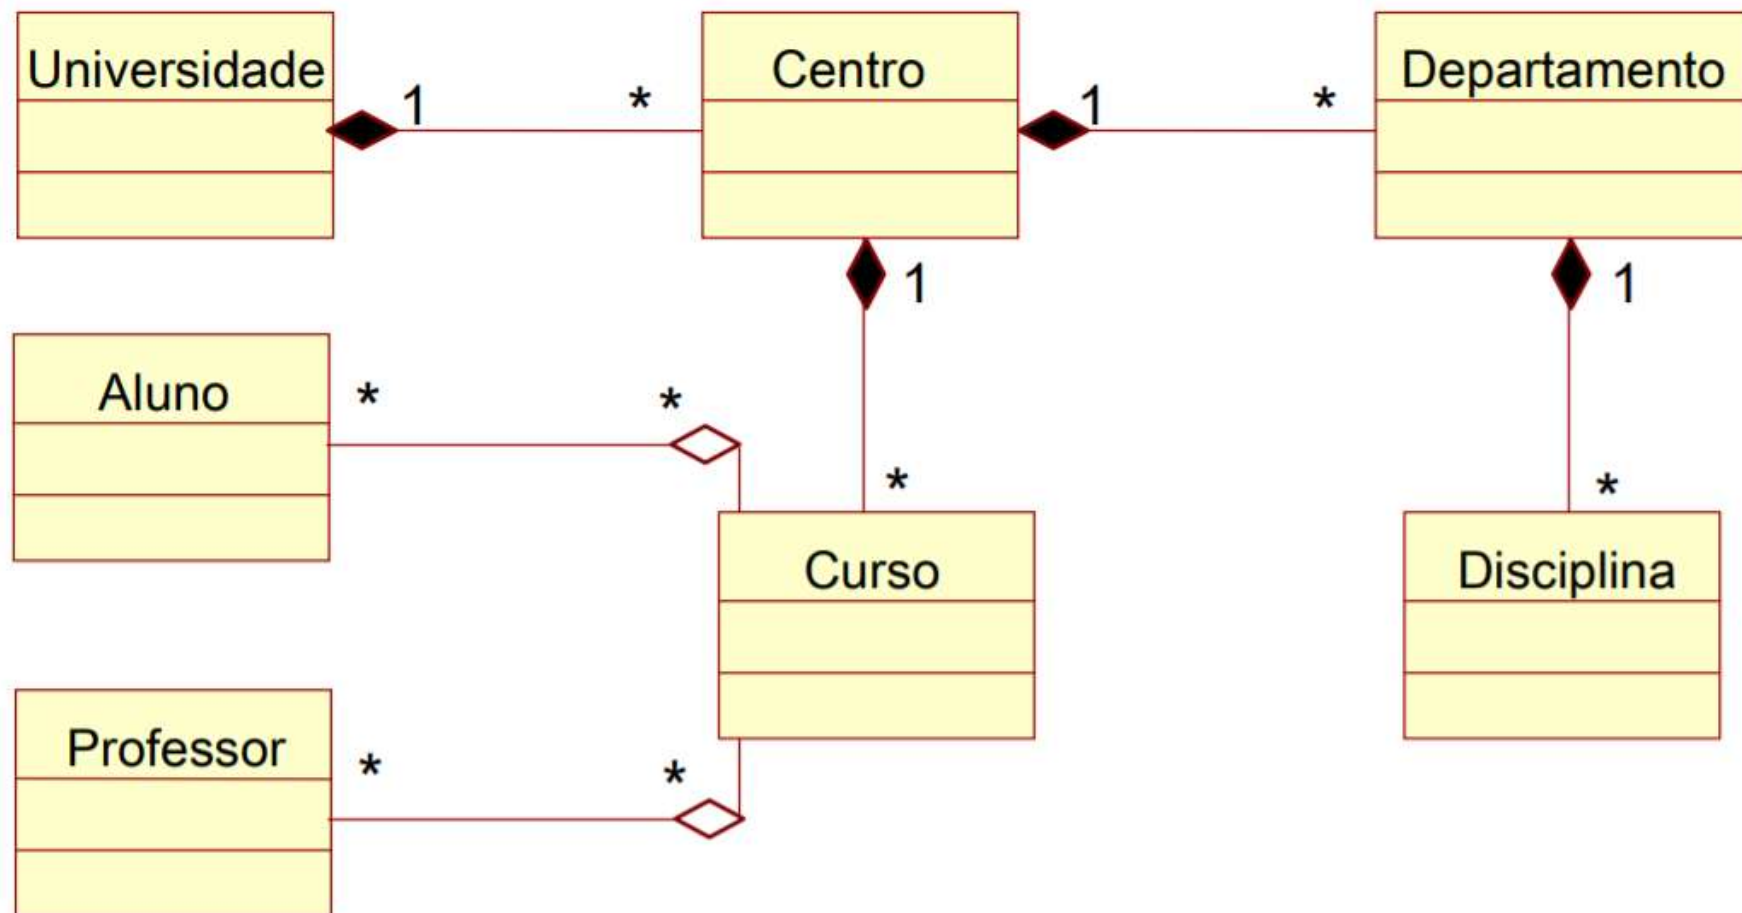 Universidade
1
*
Centro
1
*
Departamento
1
*
1
*
Aluno
*
*
Curso
Disciplina
Professor
*
*